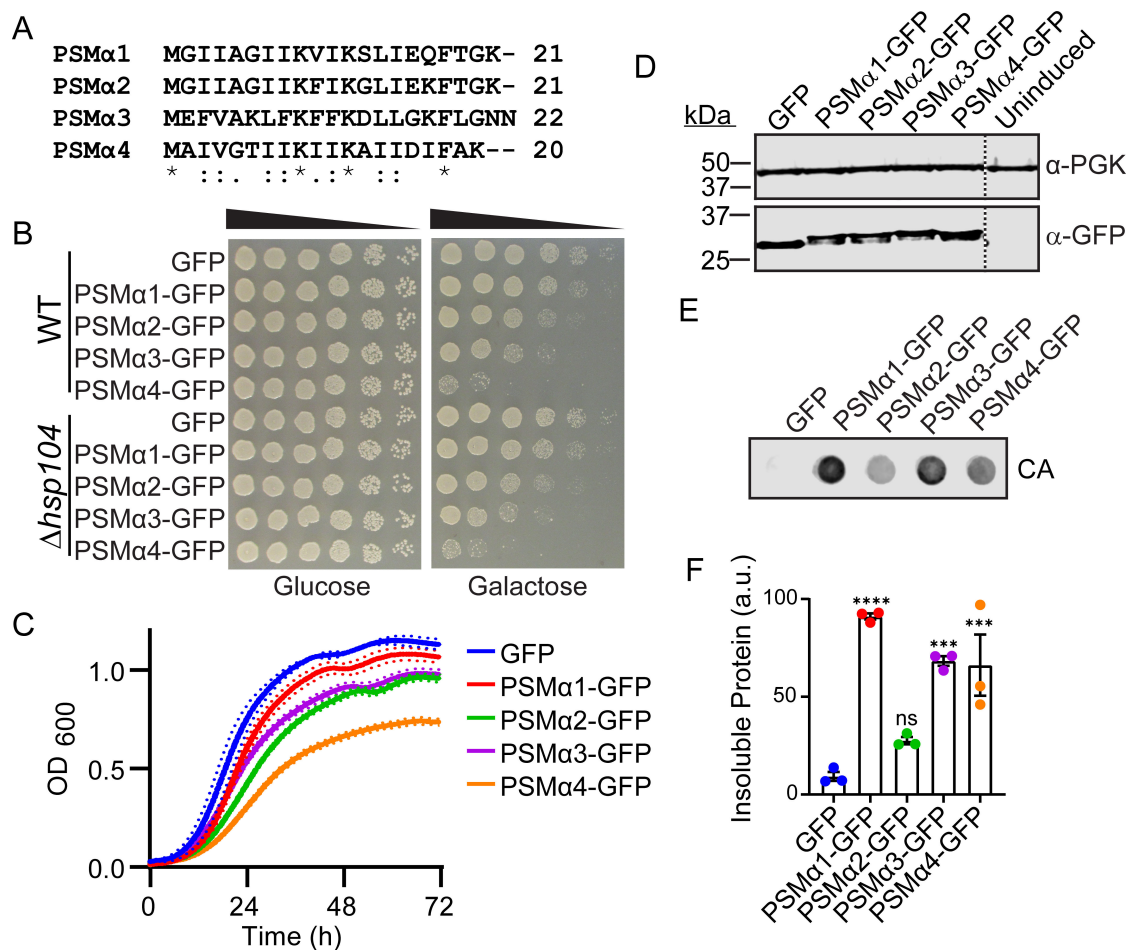 A
PSMα1 MGIIAGIIKVIKSLIEQFTGK- 21
PSMα2 MGIIAGIIKFIKGLIEKFTGK- 21
PSMα3 MEFVAKLFKFFKDLLGKFLGNN 22
PSMα4 MAIVGTIIKIIKAIIDIFAK-- 20
* ::. ::*.:* :: *
B
WT
GFP
PSMα1-GFP
PSMα2-GFP
PSMα3-GFP
PSMα4-GFP
Δhsp104
GFP
PSMα1-GFP
PSMα2-GFP
PSMα3-GFP
PSMα4-GFP
Glucose
Galactose
C
OD 600
1.0
0.5
0.0
0 24 48 72
Time (h)
GFP
PSMα1-GFP
PSMα2-GFP
PSMα3-GFP
PSMα4-GFP
D
kDa
GFP
PSMα1-GFP
PSMα2-GFP
PSMα3-GFP
PSMα4-GFP
Uninduced
50
37
α-PGK
37
25
α-GFP
E
GFP
PSMα1-GFP
PSMα2-GFP
PSMα3-GFP
PSMα4-GFP
CA
F
Insoluble Protein (a.u.)
100
50
0
****
ns
***
***
GFP
PSMα1-GFP
PSMα2-GFP
PSMα3-GFP
PSMα4-GFP